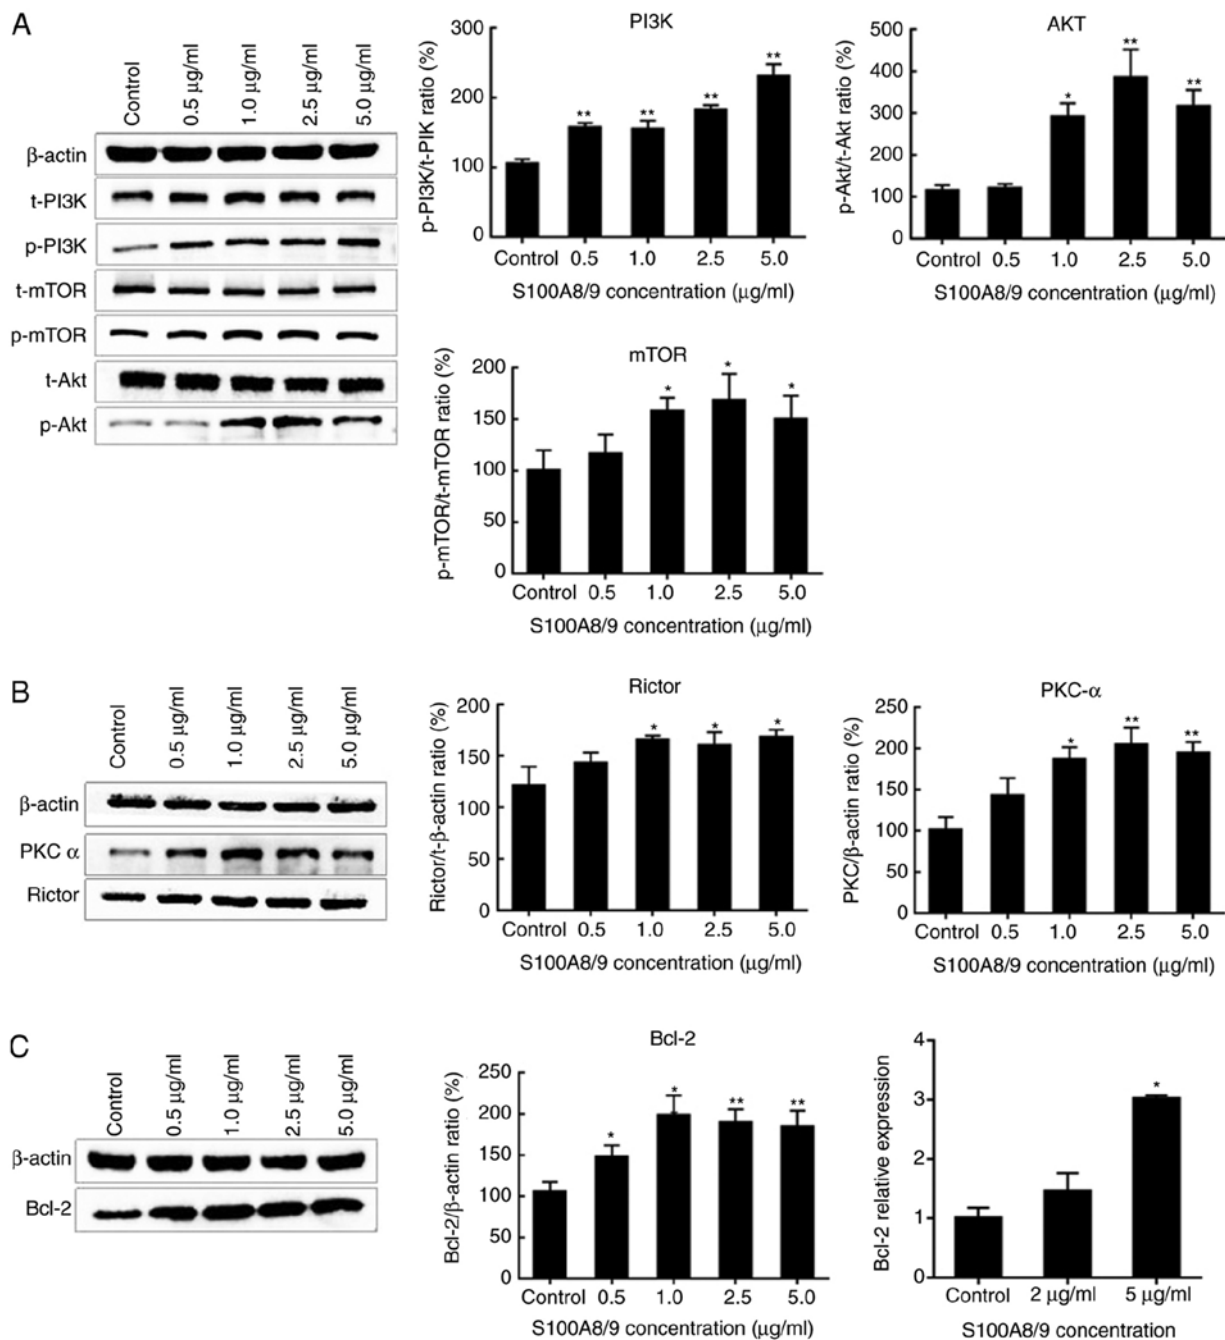 A
Control
0.5 μg/ml
1.0 μg/ml
2.5 μg/ml
5.0 μg/ml
β-actin
t-PI3K
p-PI3K
t-mTOR
p-mTOR
t-Akt
p-Akt
PI3K
p-PI3K/t-PIK ratio (%)
300
200
100
0
** ** ** **
Control 0.5 1.0 2.5 5.0
S100A8/9 concentration (μg/ml)
AKT
p-Akt/t-Akt ratio (%)
500
400
300
200
100
0
* ** **
Control 0.5 1.0 2.5 5.0
S100A8/9 concentration (μg/ml)
mTOR
p-mTOR/t-mTOR ratio (%)
200
150
100
50
0
* * *
Control 0.5 1.0 2.5 5.0
S100A8/9 concentration (μg/ml)
B
Control
0.5 μg/ml
1.0 μg/ml
2.5 μg/ml
5.0 μg/ml
β-actin
PKC α
Rictor
Rictor
Rictor/t-β-actin ratio (%)
200
150
100
50
0
* * *
Control 0.5 1.0 2.5 5.0
S100A8/9 concentration (μg/ml)
PKC-α
PKC/β-actin ratio (%)
250
200
150
100
50
0
* ** **
Control 0.5 1.0 2.5 5.0
S100A8/9 concentration (μg/ml)
C
Control
0.5 μg/ml
1.0 μg/ml
2.5 μg/ml
5.0 μg/ml
β-actin
Bcl-2
Bcl-2
Bcl-2/β-actin ratio (%)
250
200
150
100
50
0
* * ** **
Control 0.5 1.0 2.5 5.0
S100A8/9 concentration (μg/ml)
Bcl-2 relative expression
4
3
2
1
0
*
Control 2 μg/ml 5 μg/ml
S100A8/9 concentration